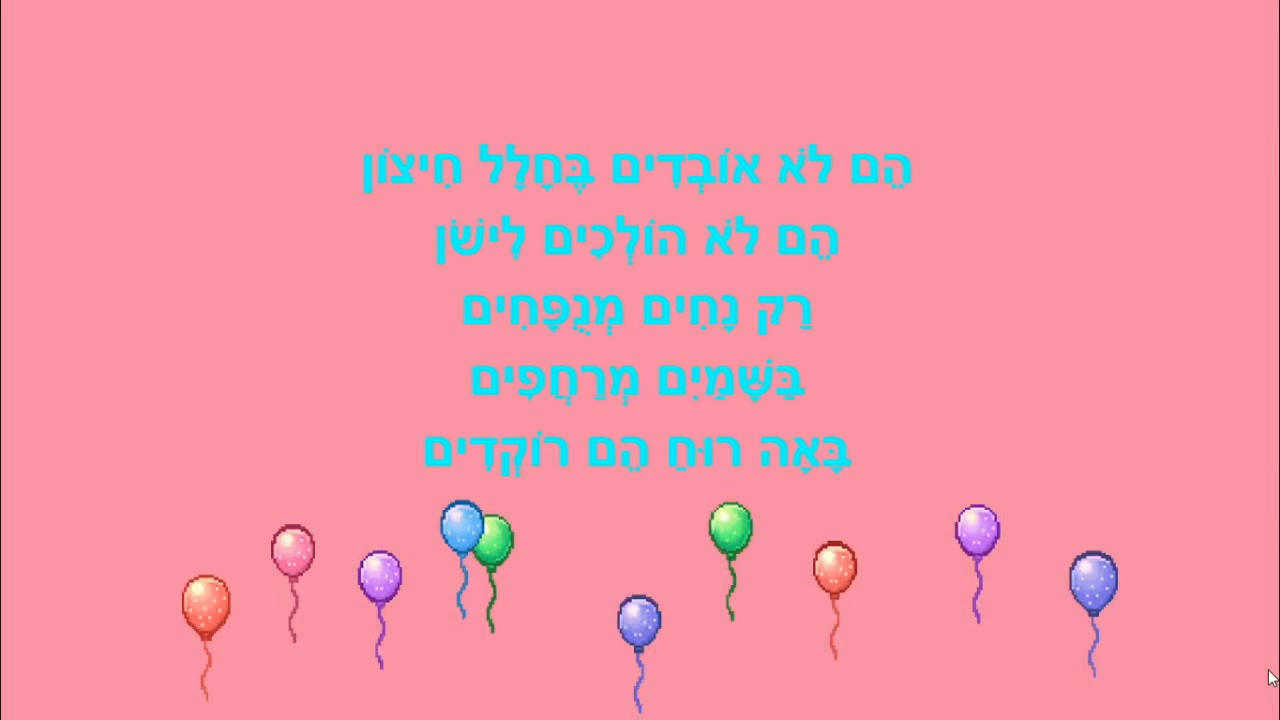 הֵם לֹא אוֹבְדִים בֶּחָלָל חִיצוֹן
הֵם לֹא הוֹלְכִים לִישֹׁן
רַק נָחִים מְנֻפָּחִים
בַּשָּׁמַיִם מְרַחֲפִים
בָּאָה רוּחַ הֵם רוֹקְדִים